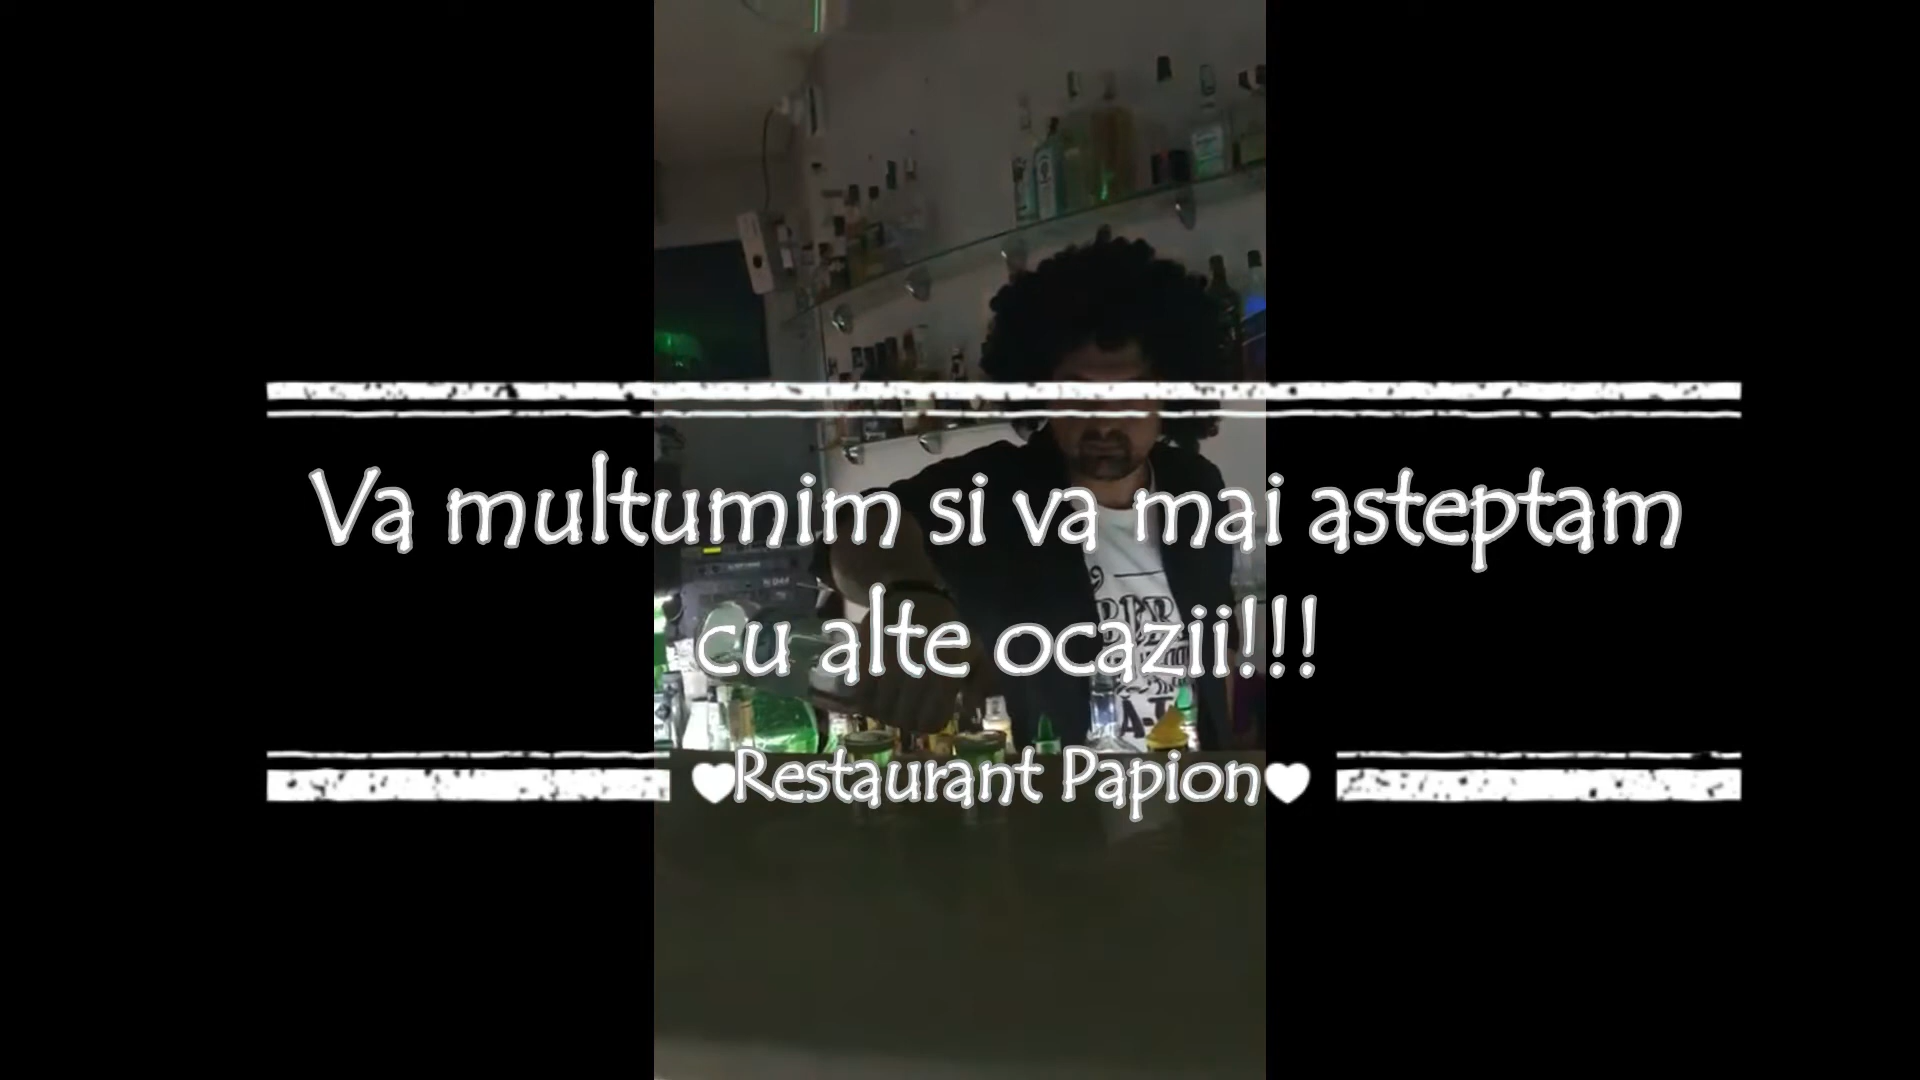 Va multumim si va mai asteptam
cu alte ocazii!!!
Restaurant Papion